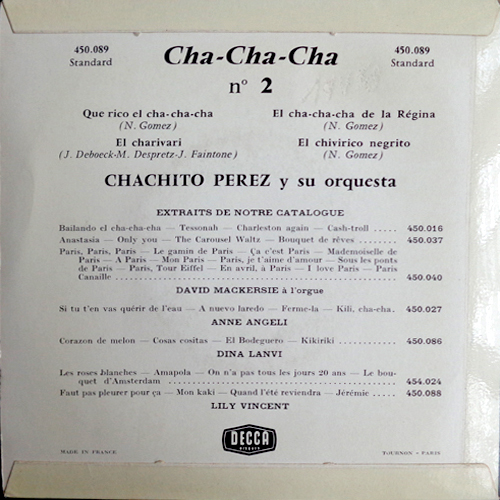 450.089
Standard
Cha-Cha-Cha
n° 2
450.089
Standard
Que rico el cha-cha-cha
(N. Gomez)
El cha-cha-cha de la Régina
(N. Gomez)
El charivari
(J. Deboeck-M. Despretz-J. Faintone)
El chivirico negrito
(N. Gomez)
CHACHITO PEREZ y su orquesta
EXTRAITS DE NOTRE CATALOGUE
Bailando el cha-cha-cha — Tessonah — Charleston again — Cash-troll ..... 450.016
Anastasia — Only you — The Carousel Waltz — Bouquet de rêves ........ 450.037
Paris, Paris, Paris — Le gamin de Paris — Ça c'est Paris — Mademoiselle de
Paris — A Paris — Mon Paris — Paris, je t'aime d'amour — Sous les ponts
de Paris — Paris, Tour Eiffel — En avril, à Paris — I love Paris — Paris
Canaille ........ 450.040
DAVID MACKERSIE à l'orgue
Si tu t'en vas quérir de l'eau — A nuevo laredo — Ferme-la — Kili, cha-cha. 450.027
ANNE ANGELI
Corazon de melon — Cosas cositas — El Bodeguero — Kikiriki ........ 450.086
DINA LANVI
Les roses blanches — Amapola — On n'a pas tous les jours 20 ans — Le bou-
quet d'Amsterdam ........ 454.024
Faut pas pleurer pour ça — Mon kaki — Quand l'été reviendra — Jérémie ..... 450.088
LILY VINCENT
DECCA
MADE IN FRANCE
TOURNON - PARIS